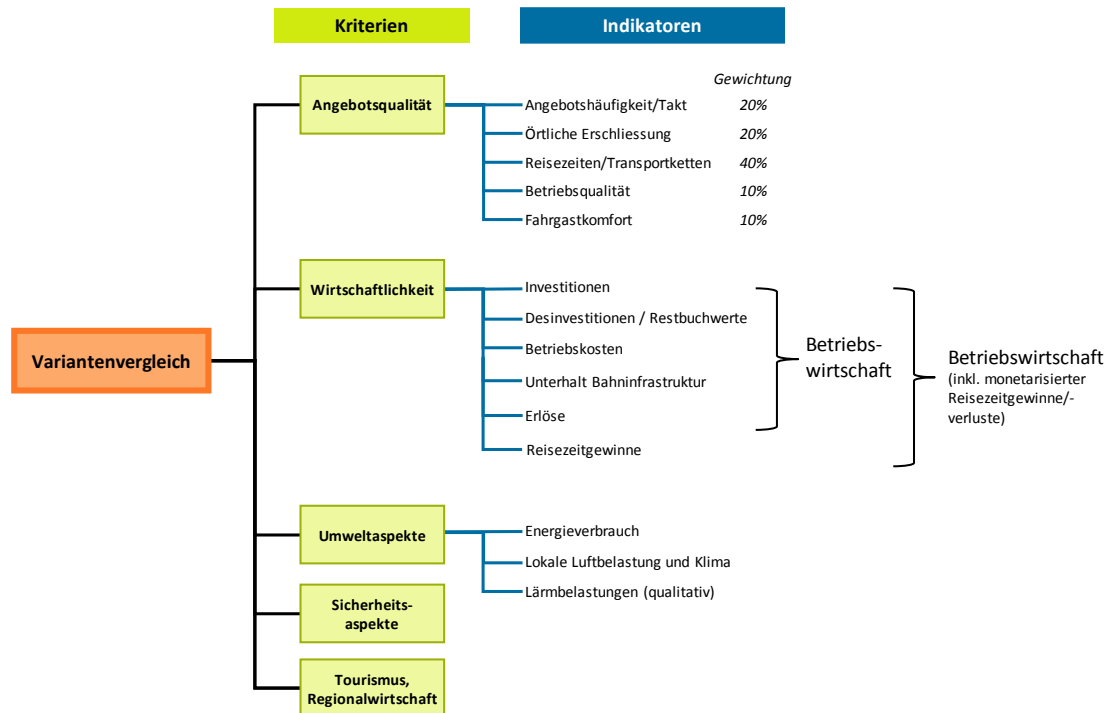 Kriterien
Indikatoren
Gewichtung
Angebotsqualität
Angebotshäufigkeit/Takt 20%
Örtliche Erschliessung 20%
Reisezeiten/Transportketten 40%
Betriebsqualität 10%
Fahrgastkomfort 10%
Variantenvergleich
Wirtschaftlichkeit
Investitionen
Desinvestitionen / Restbuchwerte
Betriebskosten
Unterhalt Bahninfrastruktur
Erlöse
Reisezeitgewinne
Betriebs-
wirtschaft
Betriebswirtschaft
(inkl. monetarisierter
Reisezeitgewinne/-
verluste)
Umweltaspekte
Energieverbrauch
Lokale Luftbelastung und Klima
Lärmbelastungen (qualitativ)
Sicherheits-
aspekte
Tourismus,
Regionalwirtschaft